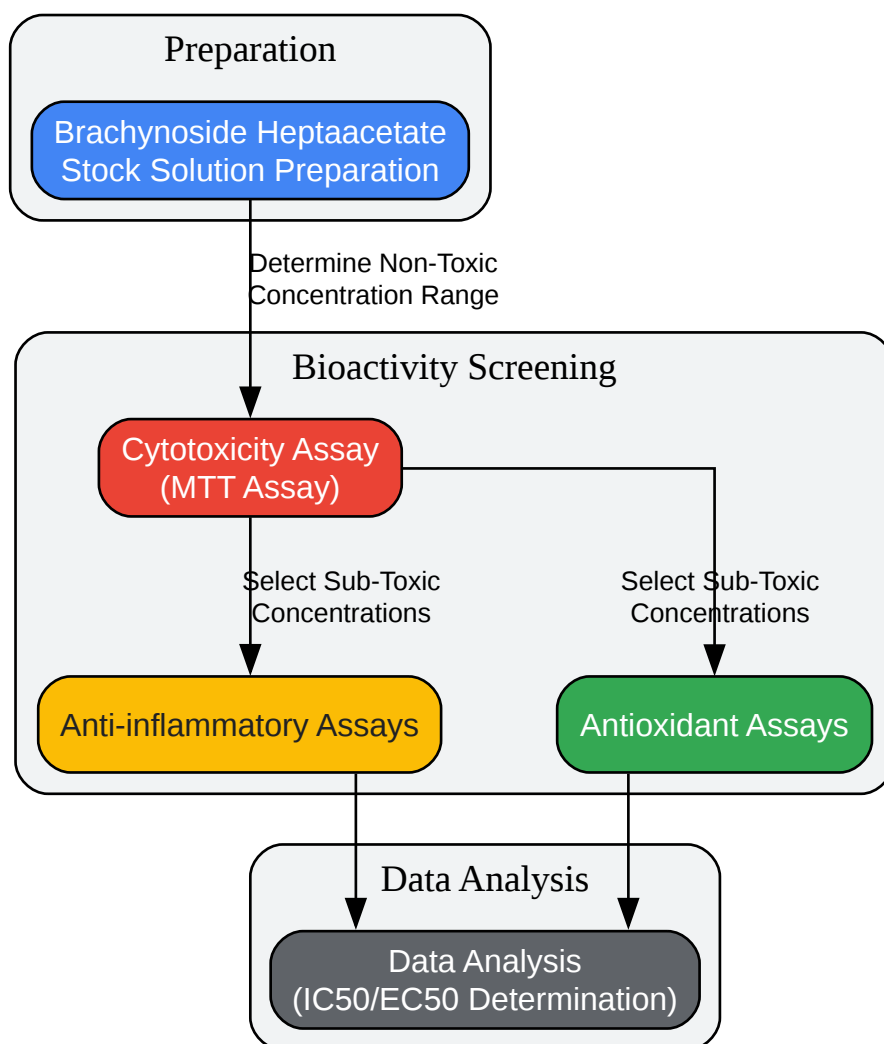 Preparation
Brachynoside Heptaacetate
Stock Solution Preparation
Determine Non-Toxic
Concentration Range
Bioactivity Screening
Cytotoxicity Assay
(MTT Assay)
Select Sub-Toxic
Concentrations
Select Sub-Toxic
Concentrations
Anti-inflammatory Assays
Antioxidant Assays
Data Analysis
Data Analysis
(IC50/EC50 Determination)